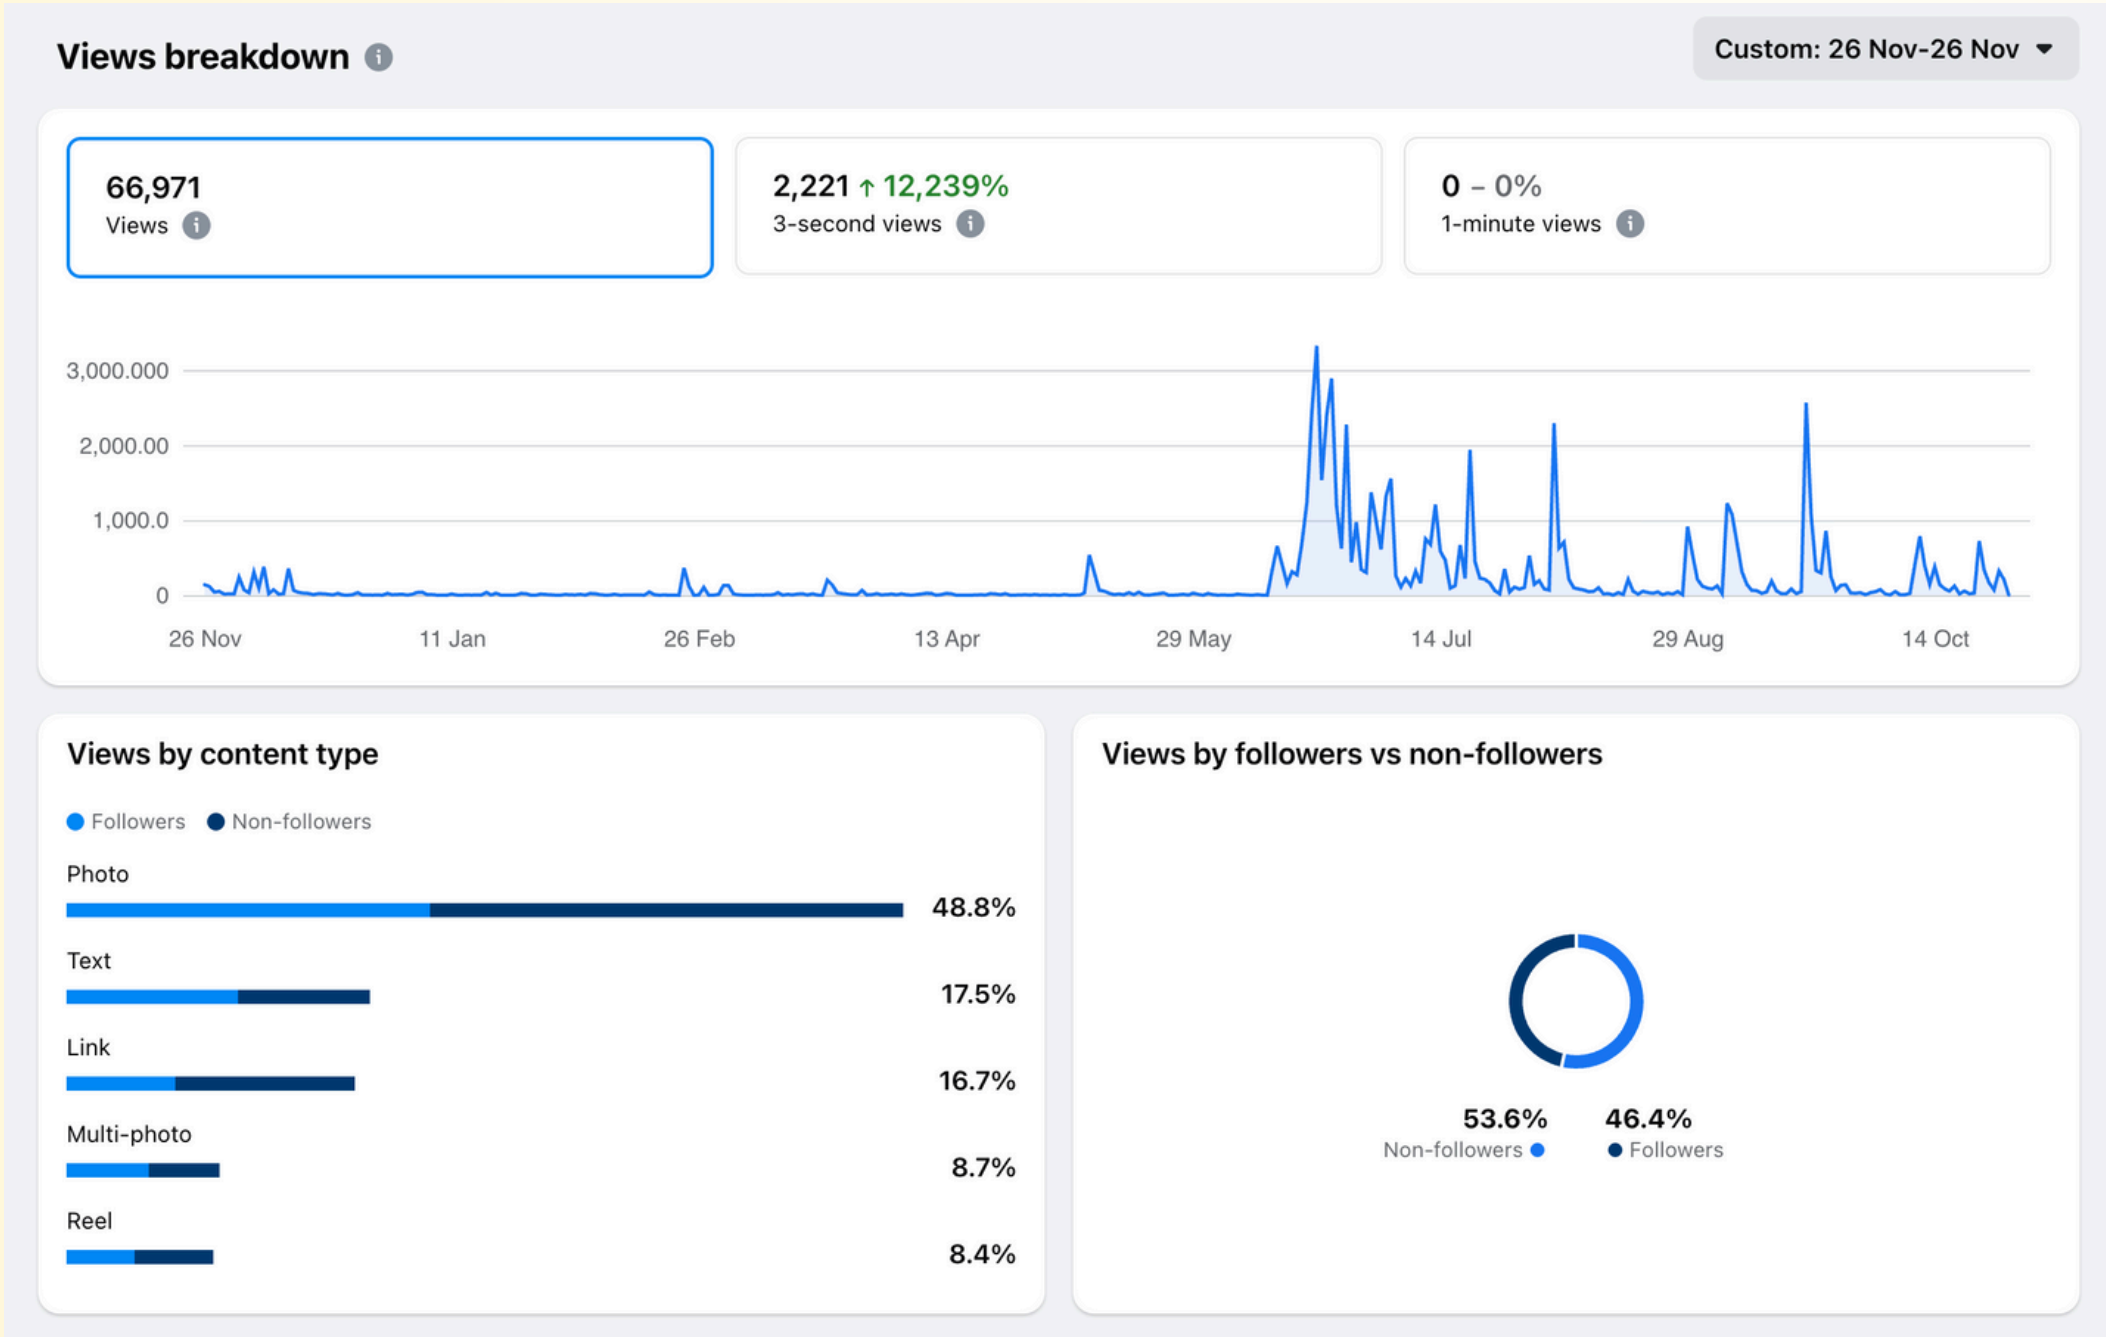 Views breakdown
Custom: 26 Nov-26 Nov
66,971
Views
2,221 ↑ 12,239%
3-second views
0 – 0%
1-minute views
3,000.000
2,000.00
1,000.0
0
26 Nov 11 Jan 26 Feb 13 Apr 29 May 14 Jul 29 Aug 14 Oct
Views by content type
Followers Non-followers
Photo
48.8%
Text
17.5%
Link
16.7%
Multi-photo
8.7%
Reel
8.4%
Views by followers vs non-followers
53.6% 46.4%
Non-followers Followers